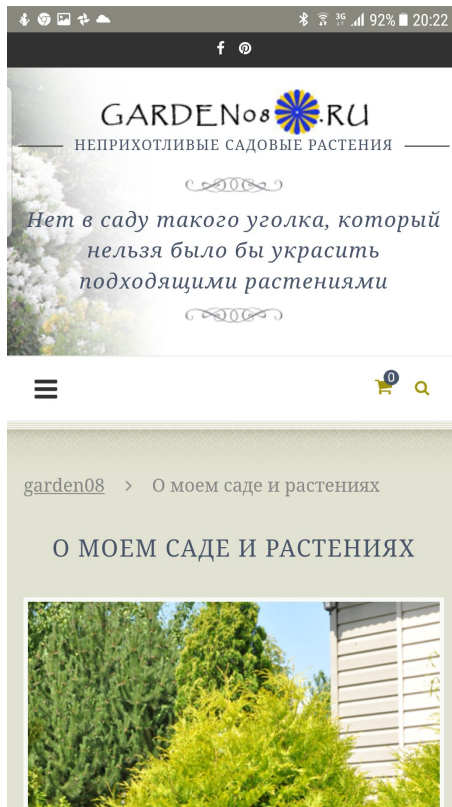 3G 92% 20:22
GARDEN08.RU
НЕПРИХОТЛИВЫЕ САДОВЫЕ РАСТЕНИЯ
Нет в саду такого уголка, который
нельзя было бы украсить
подходящими растениями
0
garden08 > О моем саде и растениях
О МОЕМ САДЕ И РАСТЕНИЯХ